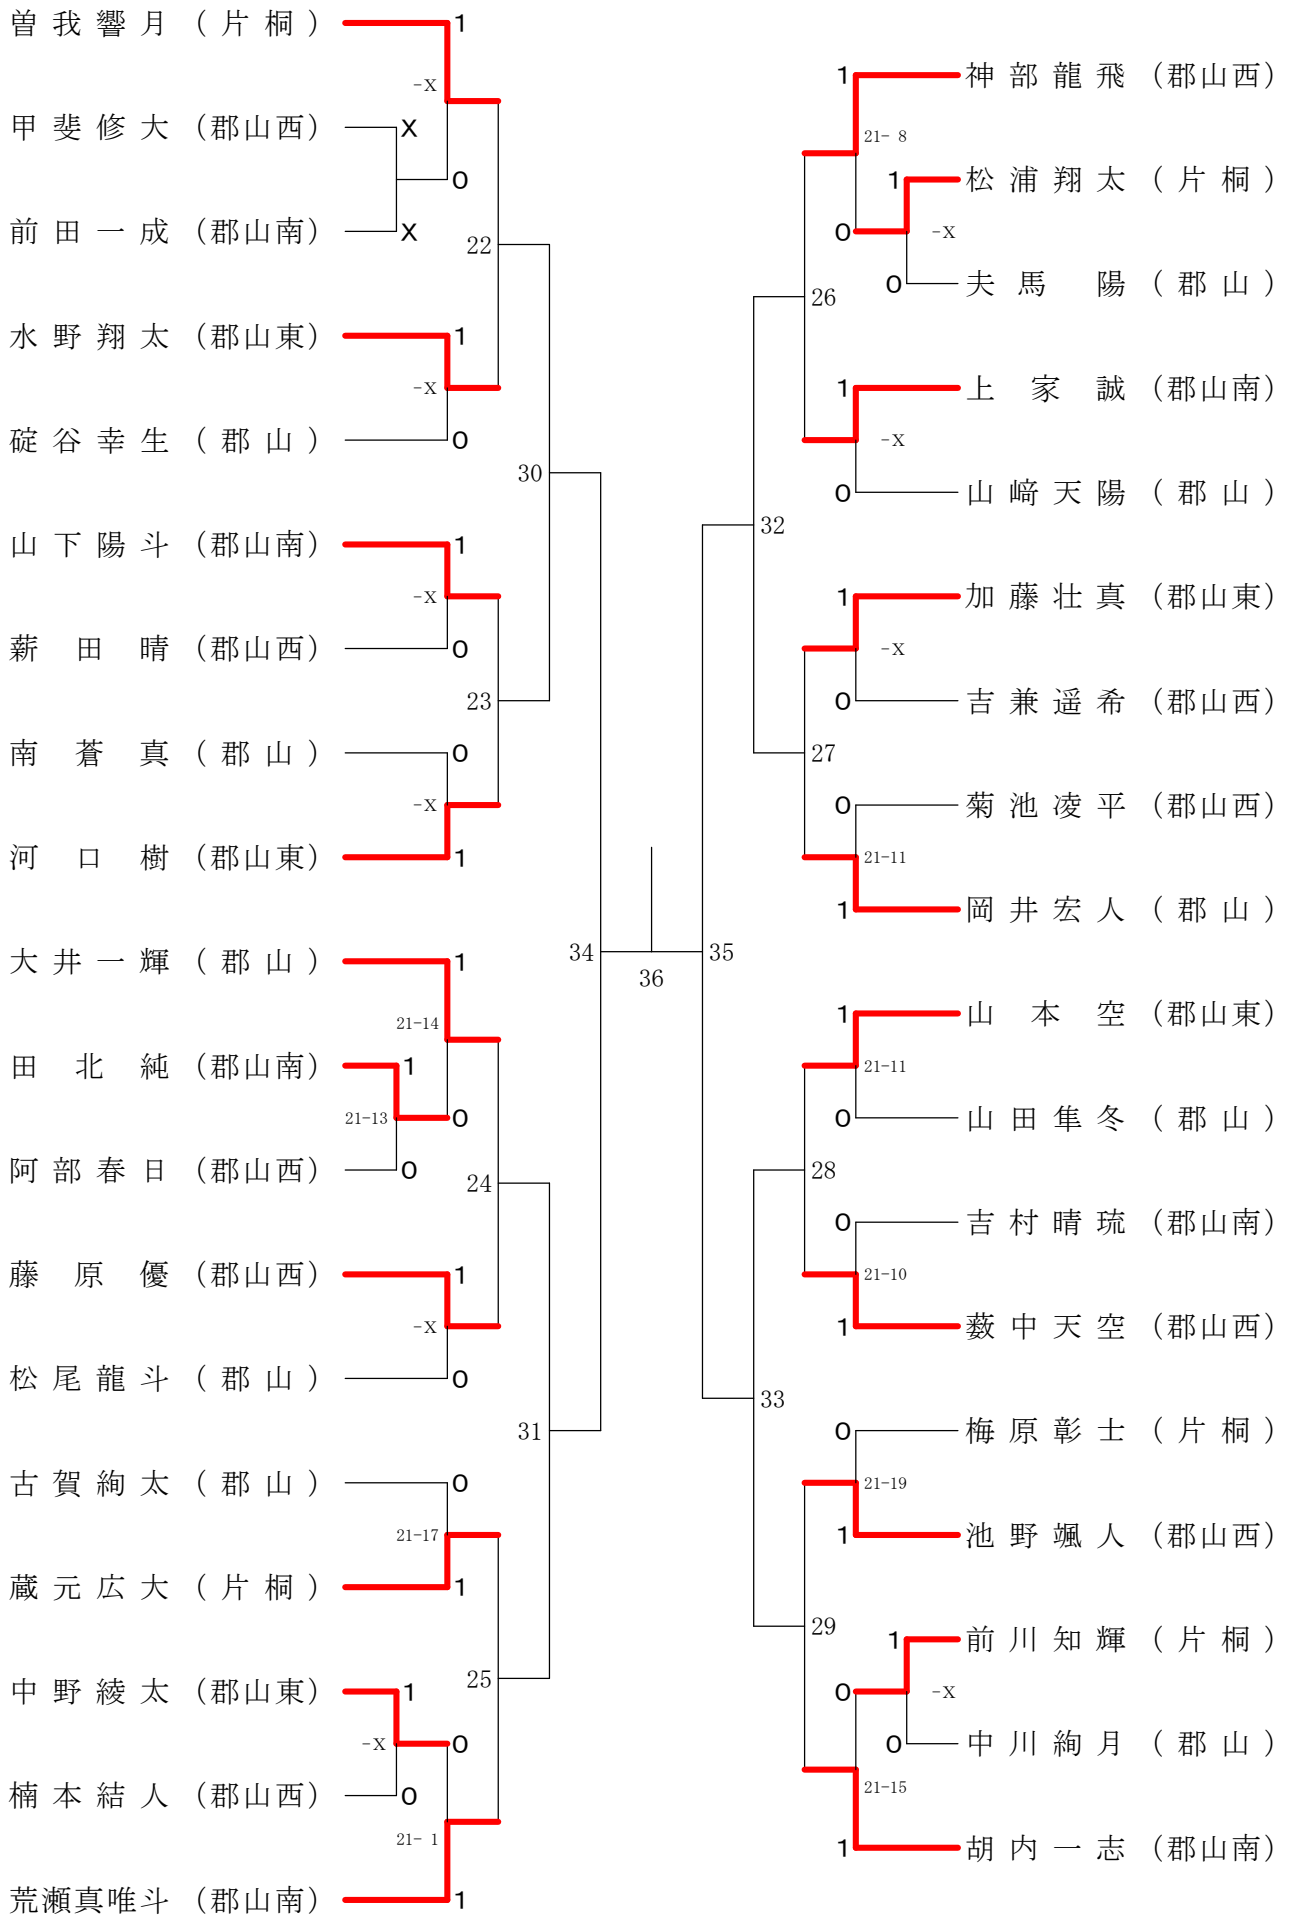 曽我響月 (片桐) 1
-X
甲斐修大 (郡山西) X
0
前田一成 (郡山南) X
22
水野翔太 (郡山東) 1
-X
碇谷幸生 (郡山) 0
30
山下陽斗 (郡山南) 1
-X
薪田晴 (郡山西) 0
23
南蒼真 (郡山) 0
-X
河口樹 (郡山東) 1
34
大井一輝 (郡山) 1
21-14
田北純 (郡山南) 1
21-13 0
阿部春日 (郡山西) 0
24
藤原優 (郡山西) 1
-X
松尾龍斗 (郡山) 0
31
古賀絢太 (郡山) 0
21-17
蔵元広大 (片桐) 1
25
中野綾太 (郡山東) 1
-X 0
楠本結人 (郡山西) 0
21- 1
荒瀬真唯斗 (郡山南) 1
36
1 神部龍飛 (郡山西)
21- 8
1 松浦翔太 (片桐)
0 -X
0 夫馬陽 (郡山)
26
1 上家誠 (郡山南)
-X
0 山﨑天陽 (郡山)
32
1 加藤壮真 (郡山東)
-X
0 吉兼遥希 (郡山西)
27
0 菊池凌平 (郡山西)
21-11
1 岡井宏人 (郡山)
35
1 山本空 (郡山東)
21-11
0 山田隼冬 (郡山)
28
0 吉村晴琉 (郡山南)
21-10
1 薮中天空 (郡山西)
33
0 梅原彰士 (片桐)
21-19
1 池野颯人 (郡山西)
29
1 前川知輝 (片桐)
0 -X
0 中川絢月 (郡山)
21-15
1 胡内一志 (郡山南)